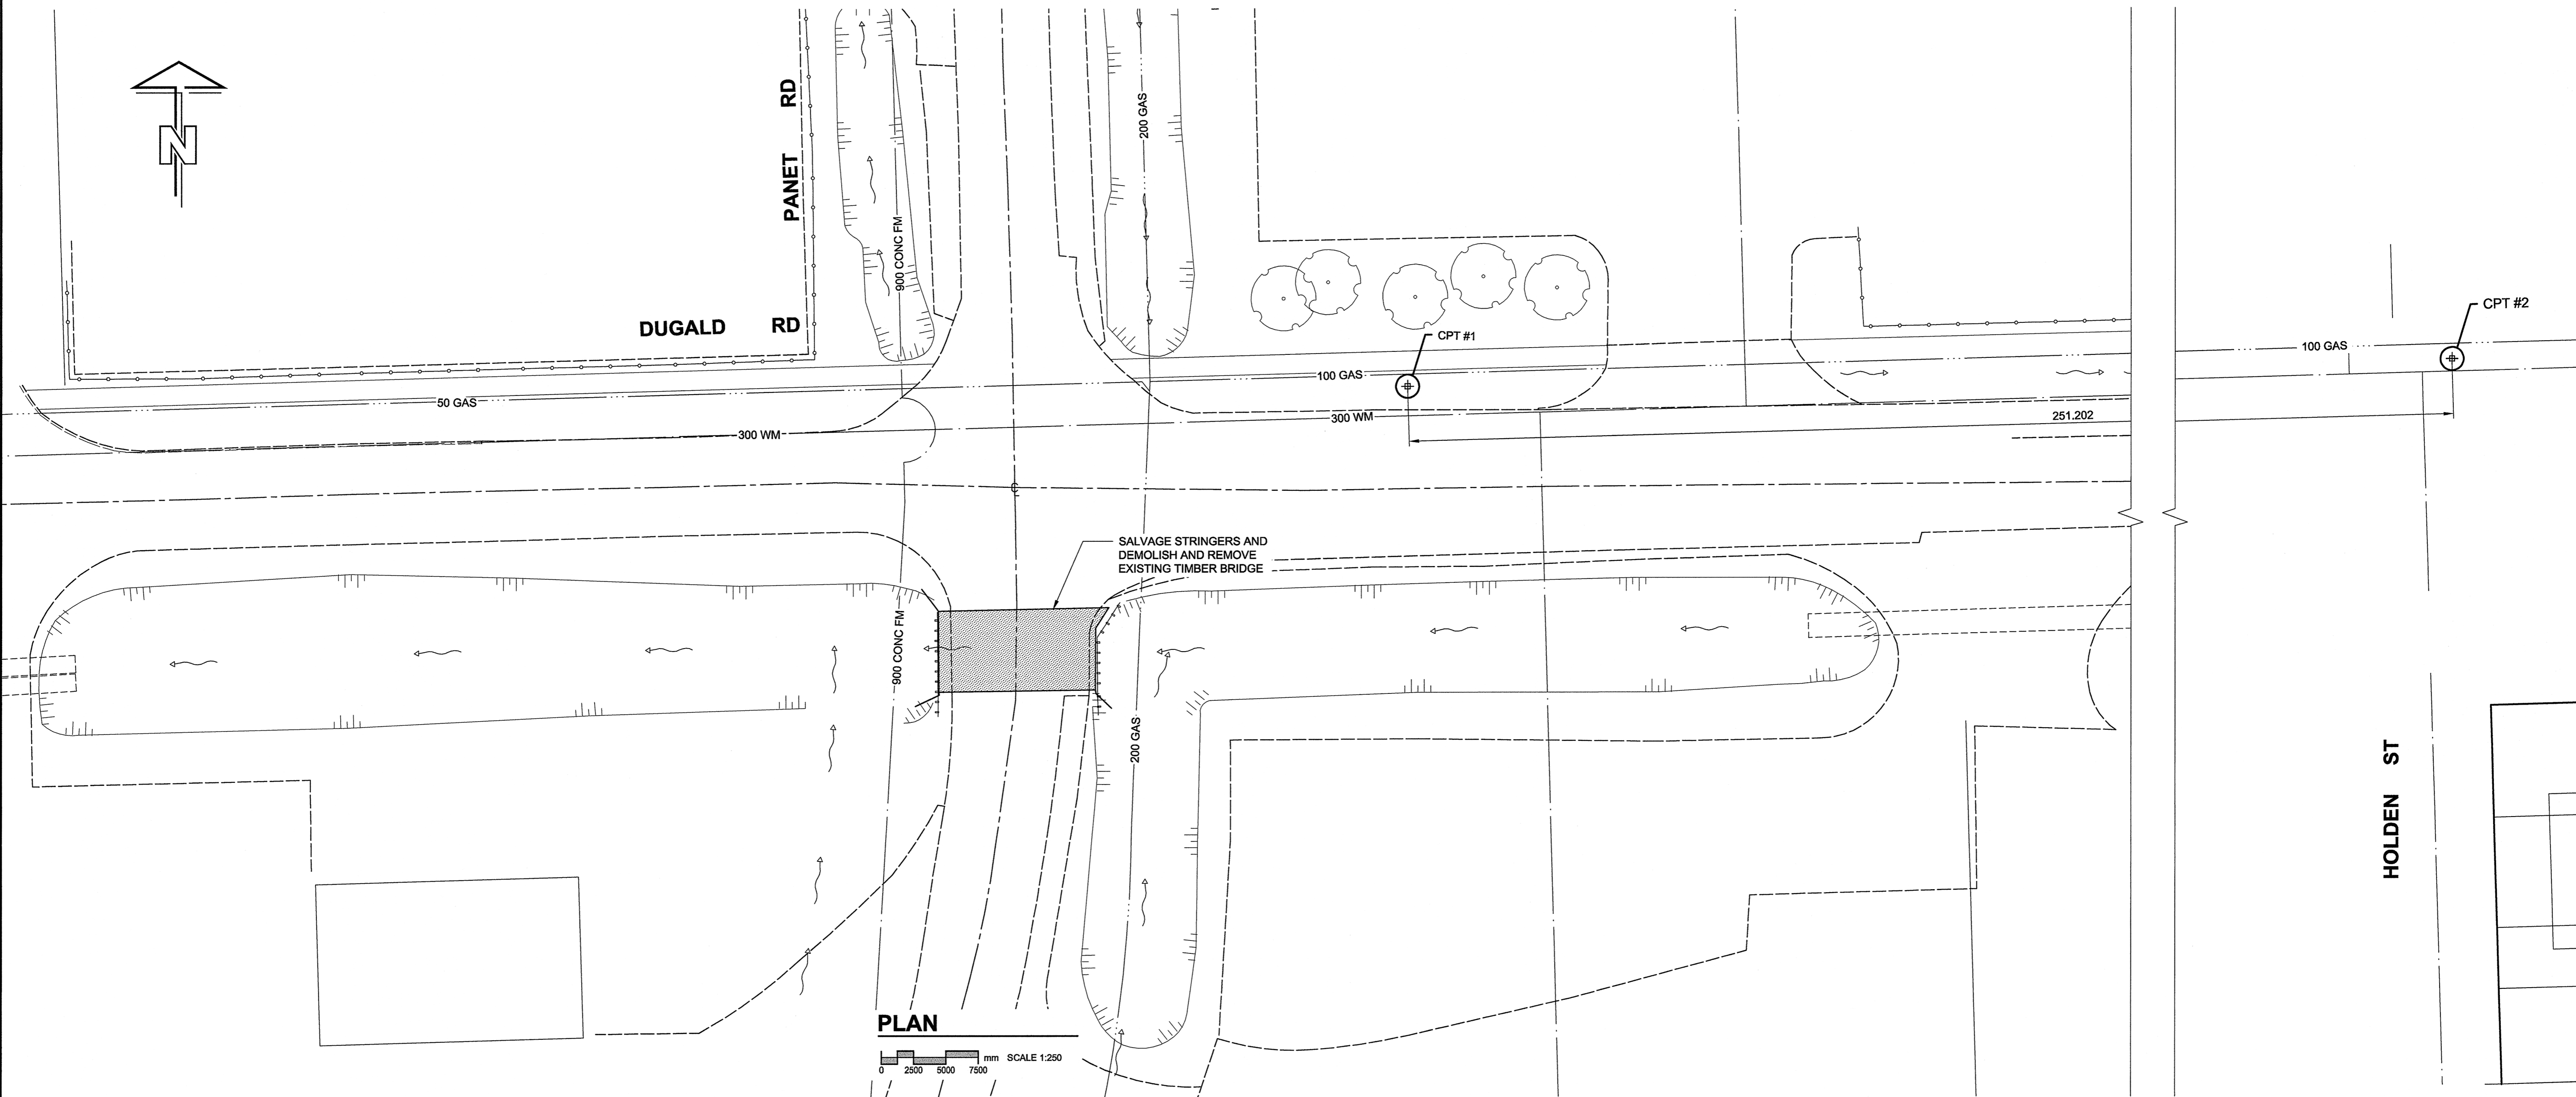 N
PANET RD
DUGALD RD
900 CONC FM
200 GAS
CPT #1
CPT #2
100 GAS
100 GAS
50 GAS
300 WM
300 WM
251.202
℄
SALVAGE STRINGERS AND
DEMOLISH AND REMOVE
EXISTING TIMBER BRIDGE
900 CONC FM
200 GAS
HOLDEN ST
PLAN
mm SCALE 1:250
0 2500 5000 7500